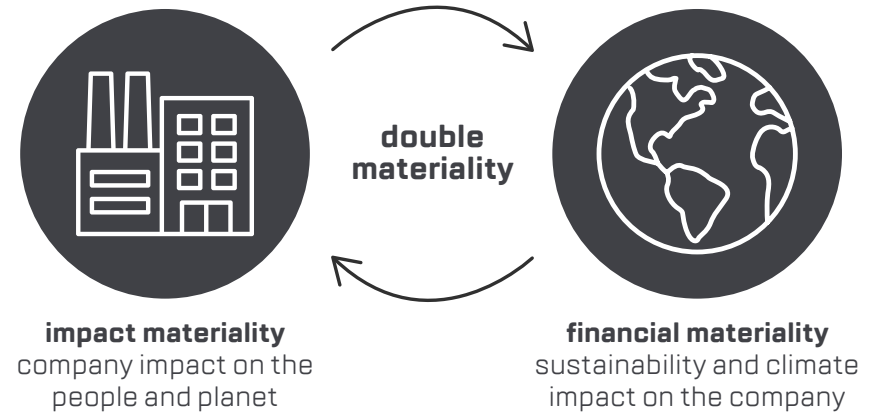 double
materiality
impact materiality
company impact on the
people and planet
financial materiality
sustainability and climate
impact on the company